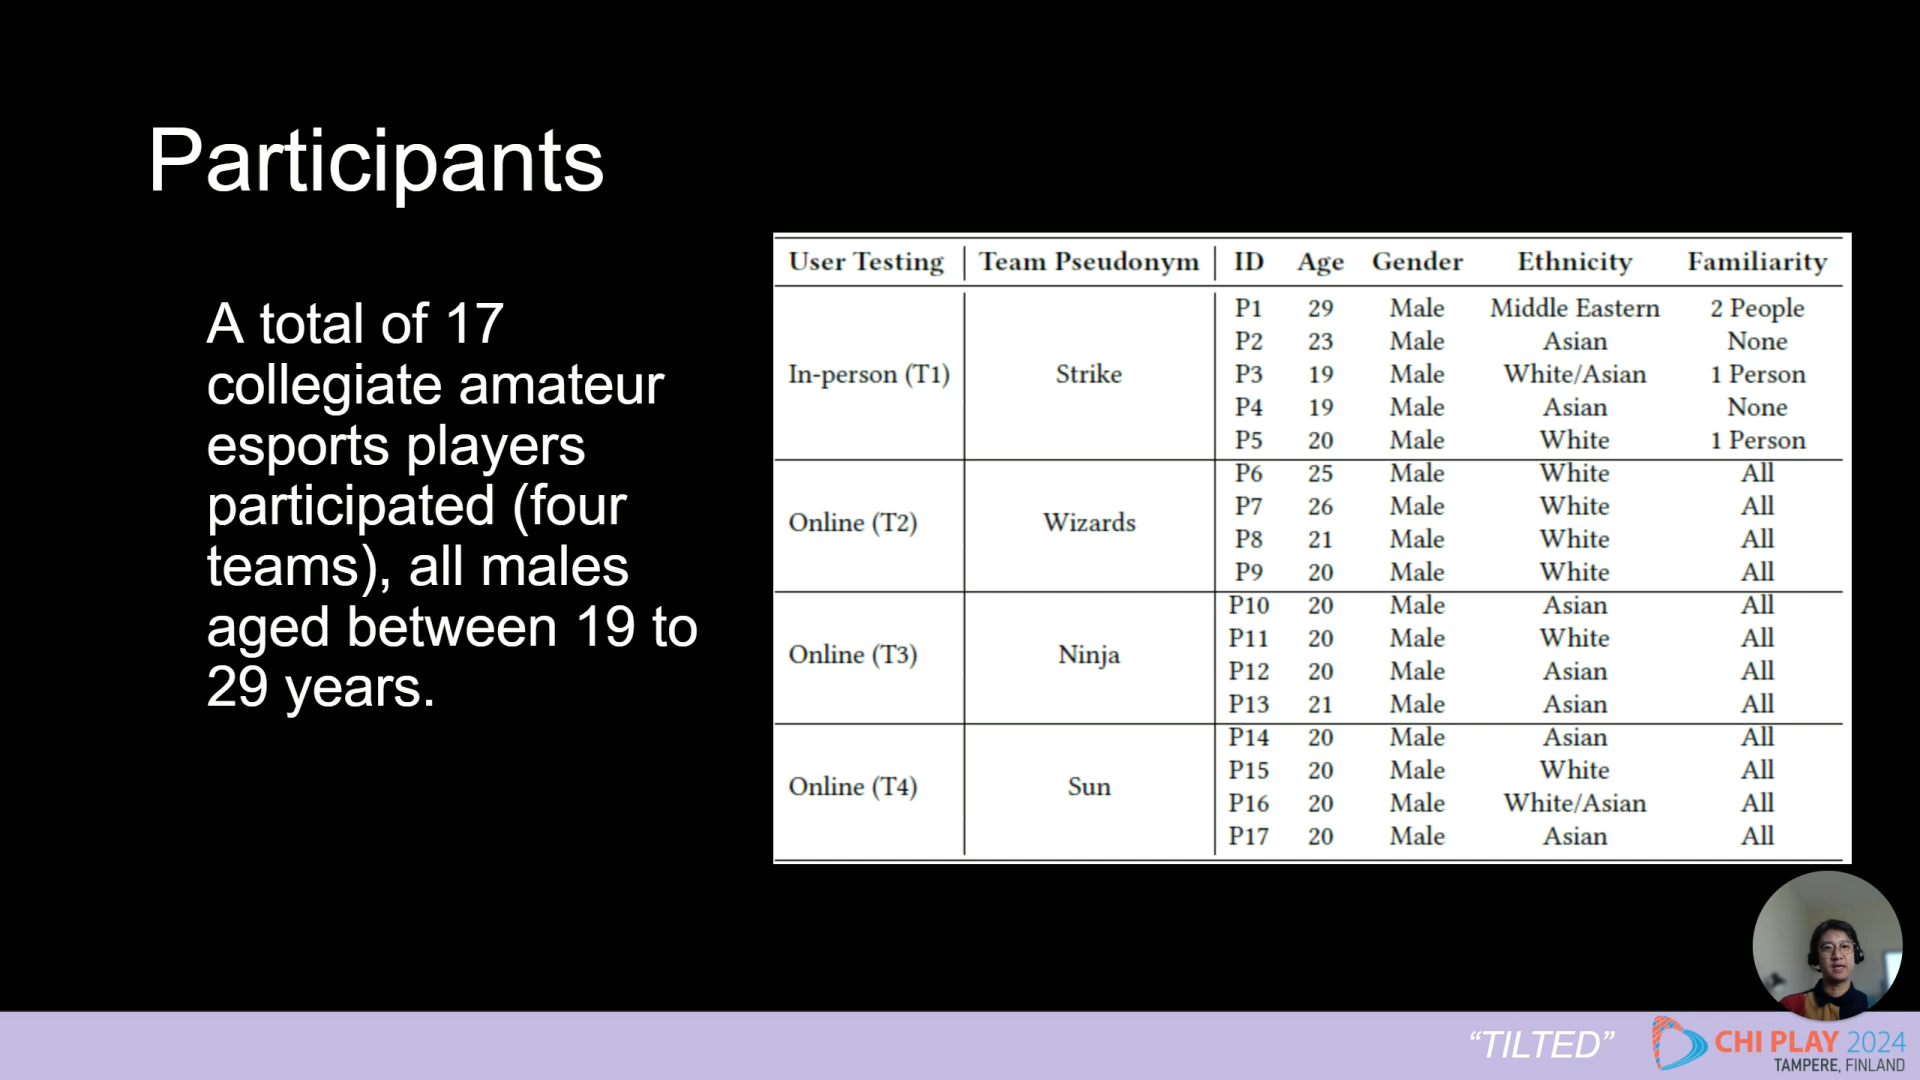 Participants
A total of 17
collegiate amateur
esports players
participated (four
teams), all males
aged between 19 to
29 years.
User Testing Team Pseudonym ID Age Gender Ethnicity Familiarity
In-person (T1) Strike
P1 29 Male Middle Eastern 2 People
P2 23 Male Asian None
P3 19 Male White/Asian 1 Person
P4 19 Male Asian None
P5 20 Male White 1 Person
Online (T2) Wizards
P6 25 Male White All
P7 26 Male White All
P8 21 Male White All
P9 20 Male White All
Online (T3) Ninja
P10 20 Male Asian All
P11 20 Male White All
P12 20 Male Asian All
P13 21 Male Asian All
Online (T4) Sun
P14 20 Male Asian All
P15 20 Male White All
P16 20 Male White/Asian All
P17 20 Male Asian All
“TILTED”
CHI PLAY 2024
TAMPERE, FINLAND